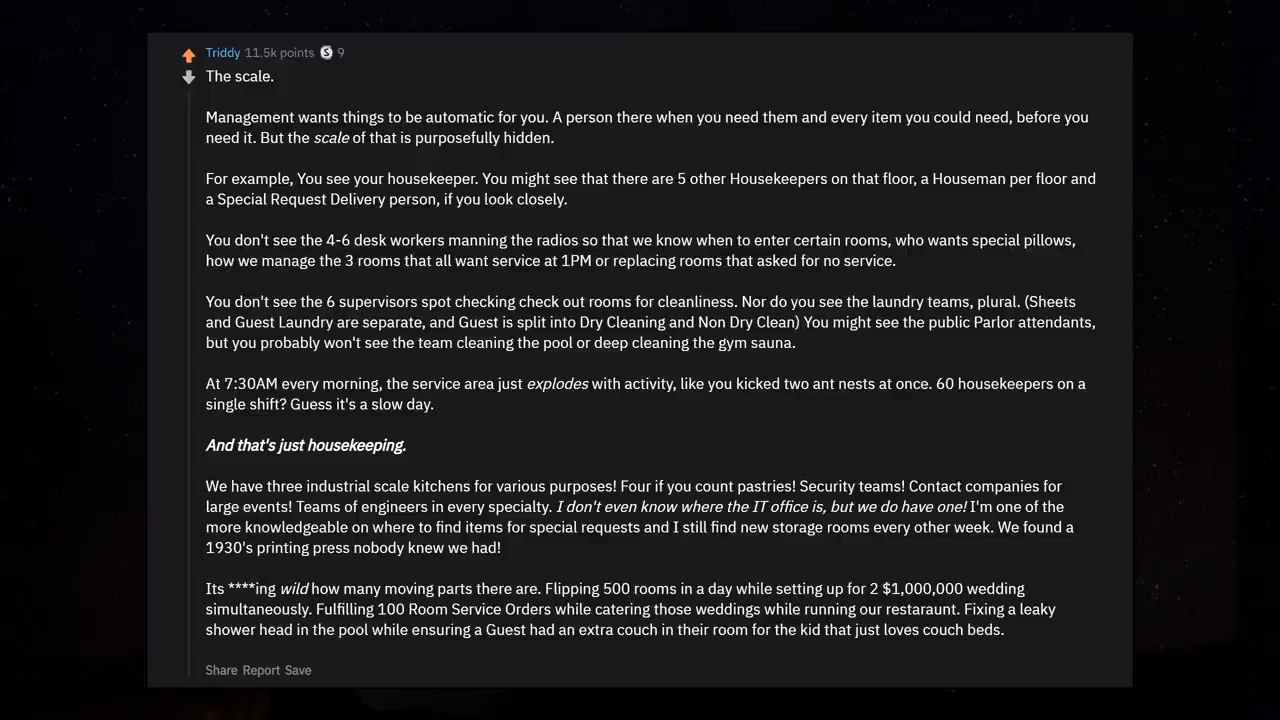 Triddy 11.5k points S 9
The scale.
Management wants things to be automatic for you. A person there when you need them and every item you could need, before you
need it. But the scale of that is purposefully hidden.
For example, You see your housekeeper. You might see that there are 5 other Housekeepers on that floor, a Houseman per floor and
a Special Request Delivery person, if you look closely.
You don't see the 4-6 desk workers manning the radios so that we know when to enter certain rooms, who wants special pillows,
how we manage the 3 rooms that all want service at 1PM or replacing rooms that asked for no service.
You don't see the 6 supervisors spot checking check out rooms for cleanliness. Nor do you see the laundry teams, plural. (Sheets
and Guest Laundry are separate, and Guest is split into Dry Cleaning and Non Dry Clean) You might see the public Parlor attendants,
but you probably won't see the team cleaning the pool or deep cleaning the gym sauna.
At 7:30AM every morning, the service area just explodes with activity, like you kicked two ant nests at once. 60 housekeepers on a
single shift? Guess it's a slow day.
And that's just housekeeping.
We have three industrial scale kitchens for various purposes! Four if you count pastries! Security teams! Contact companies for
large events! Teams of engineers in every specialty. I don't even know where the IT office is, but we do have one! I'm one of the
more knowledgeable on where to find items for special requests and I still find new storage rooms every other week. We found a
1930's printing press nobody knew we had!
Its ****ing wild how many moving parts there are. Flipping 500 rooms in a day while setting up for 2 $1,000,000 wedding
simultaneously. Fulfilling 100 Room Service Orders while catering those weddings while running our restaraunt. Fixing a leaky
shower head in the pool while ensuring a Guest had an extra couch in their room for the kid that just loves couch beds.
Share Report Save